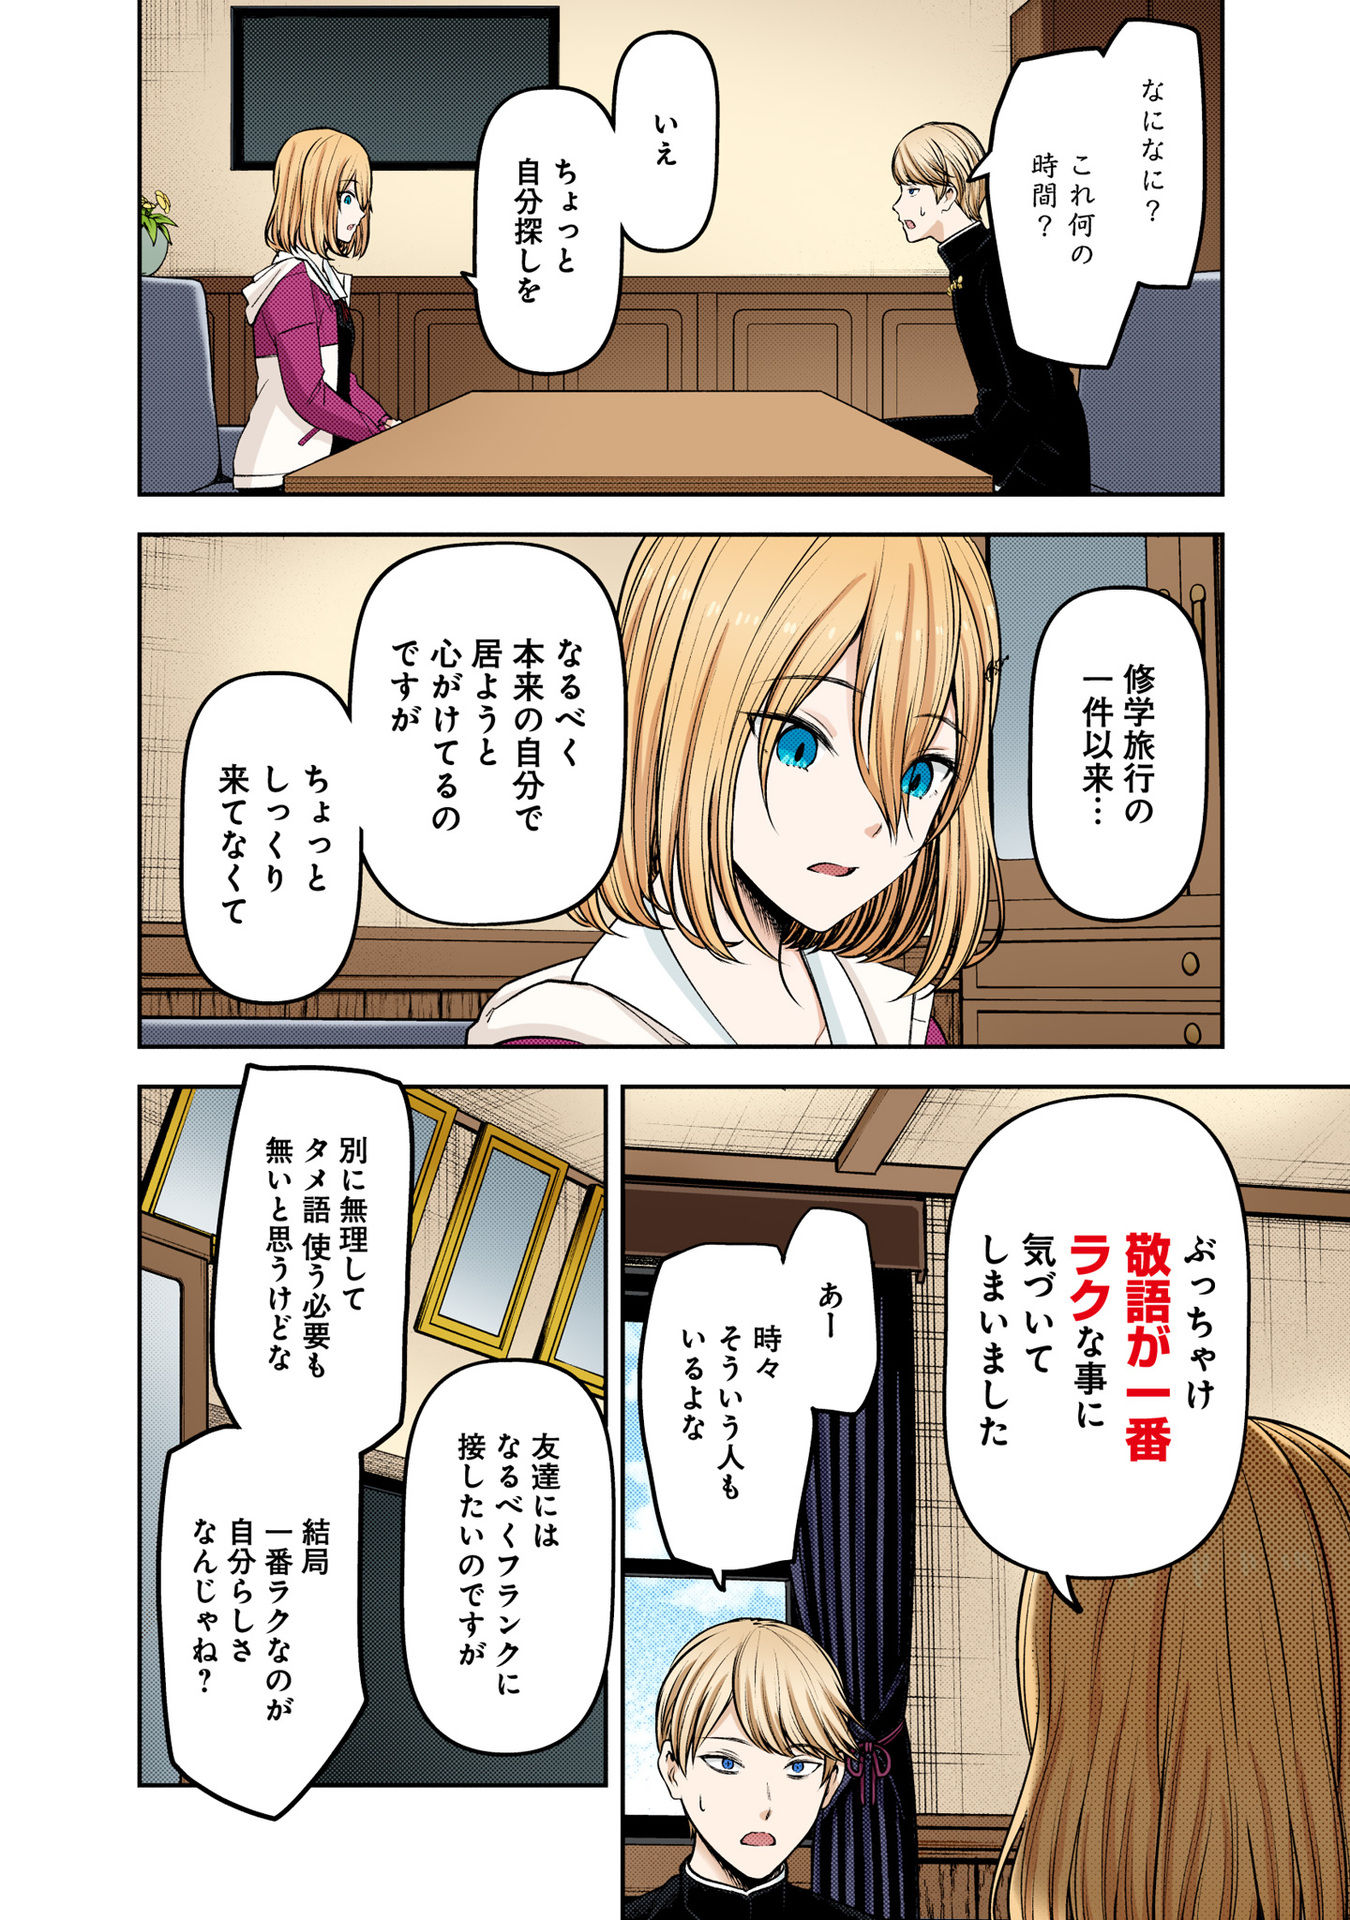 なになに？
これ何の
時間？
いえ
ちょっと
自分探しを
修学旅行の
一件以来…
なるべく
本来の自分で
居ようと
心がけてるの
ですが
ちょっと
しっくり
来てなくて
ぶっちゃけ
敬語が一番
ラクな事に
気づいて
しまいました
あー
時々
そういう人も
いるよな
友達には
なるべくフランクに
接したいのですが
別に無理して
タメ語 使う必要も
無いと思うけどな
結局
一番ラクなのが
自分らしさ
なんじゃね？